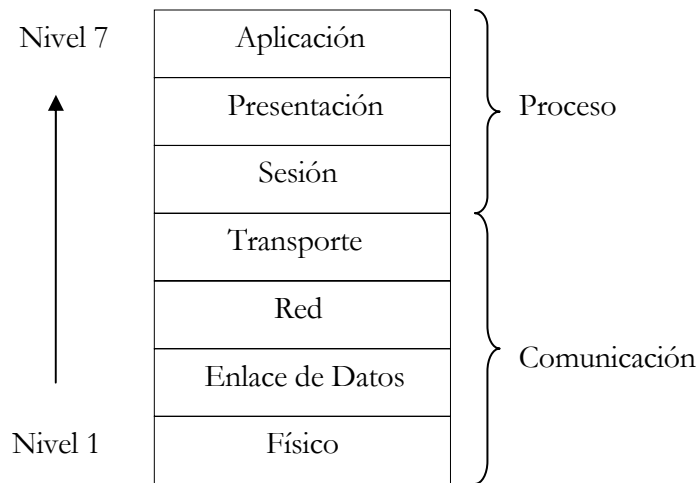 Nivel 7
Aplicación
Presentación
Proceso
Sesión
Transporte
Red
Enlace de Datos
Comunicación
Nivel 1
Físico